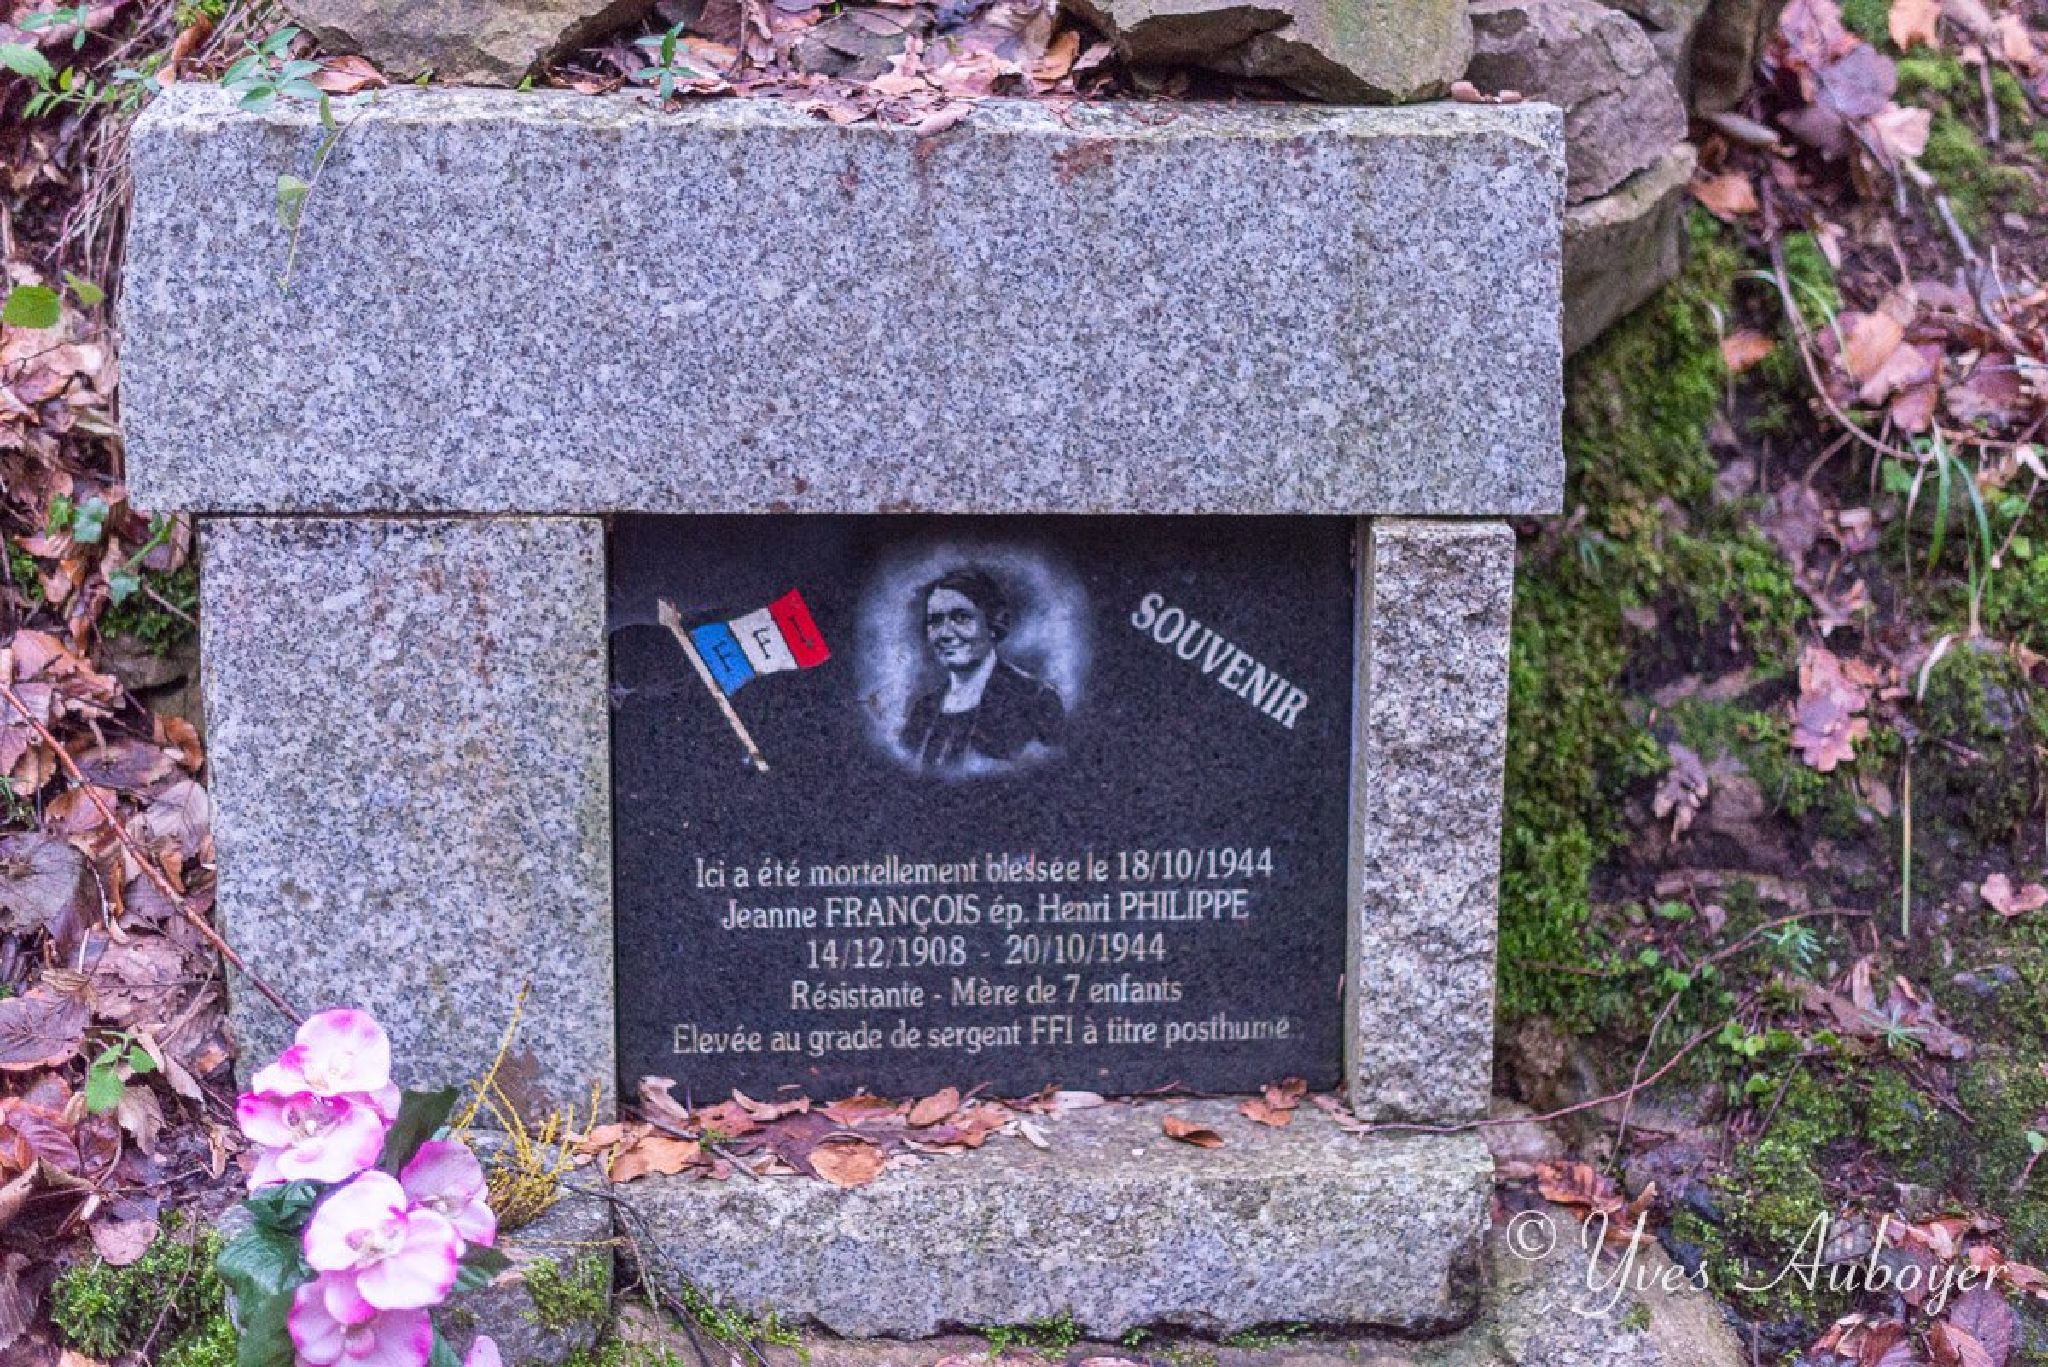 FFI
SOUVENIR
Ici a été mortellement blessée le 18/10/1944
Jeanne FRANÇOIS ép. Henri PHILIPPE
14/12/1908 - 20/10/1944
Résistante - Mère de 7 enfants
Elevée au grade de sergent FFI à titre posthume
© Yves Auboyer